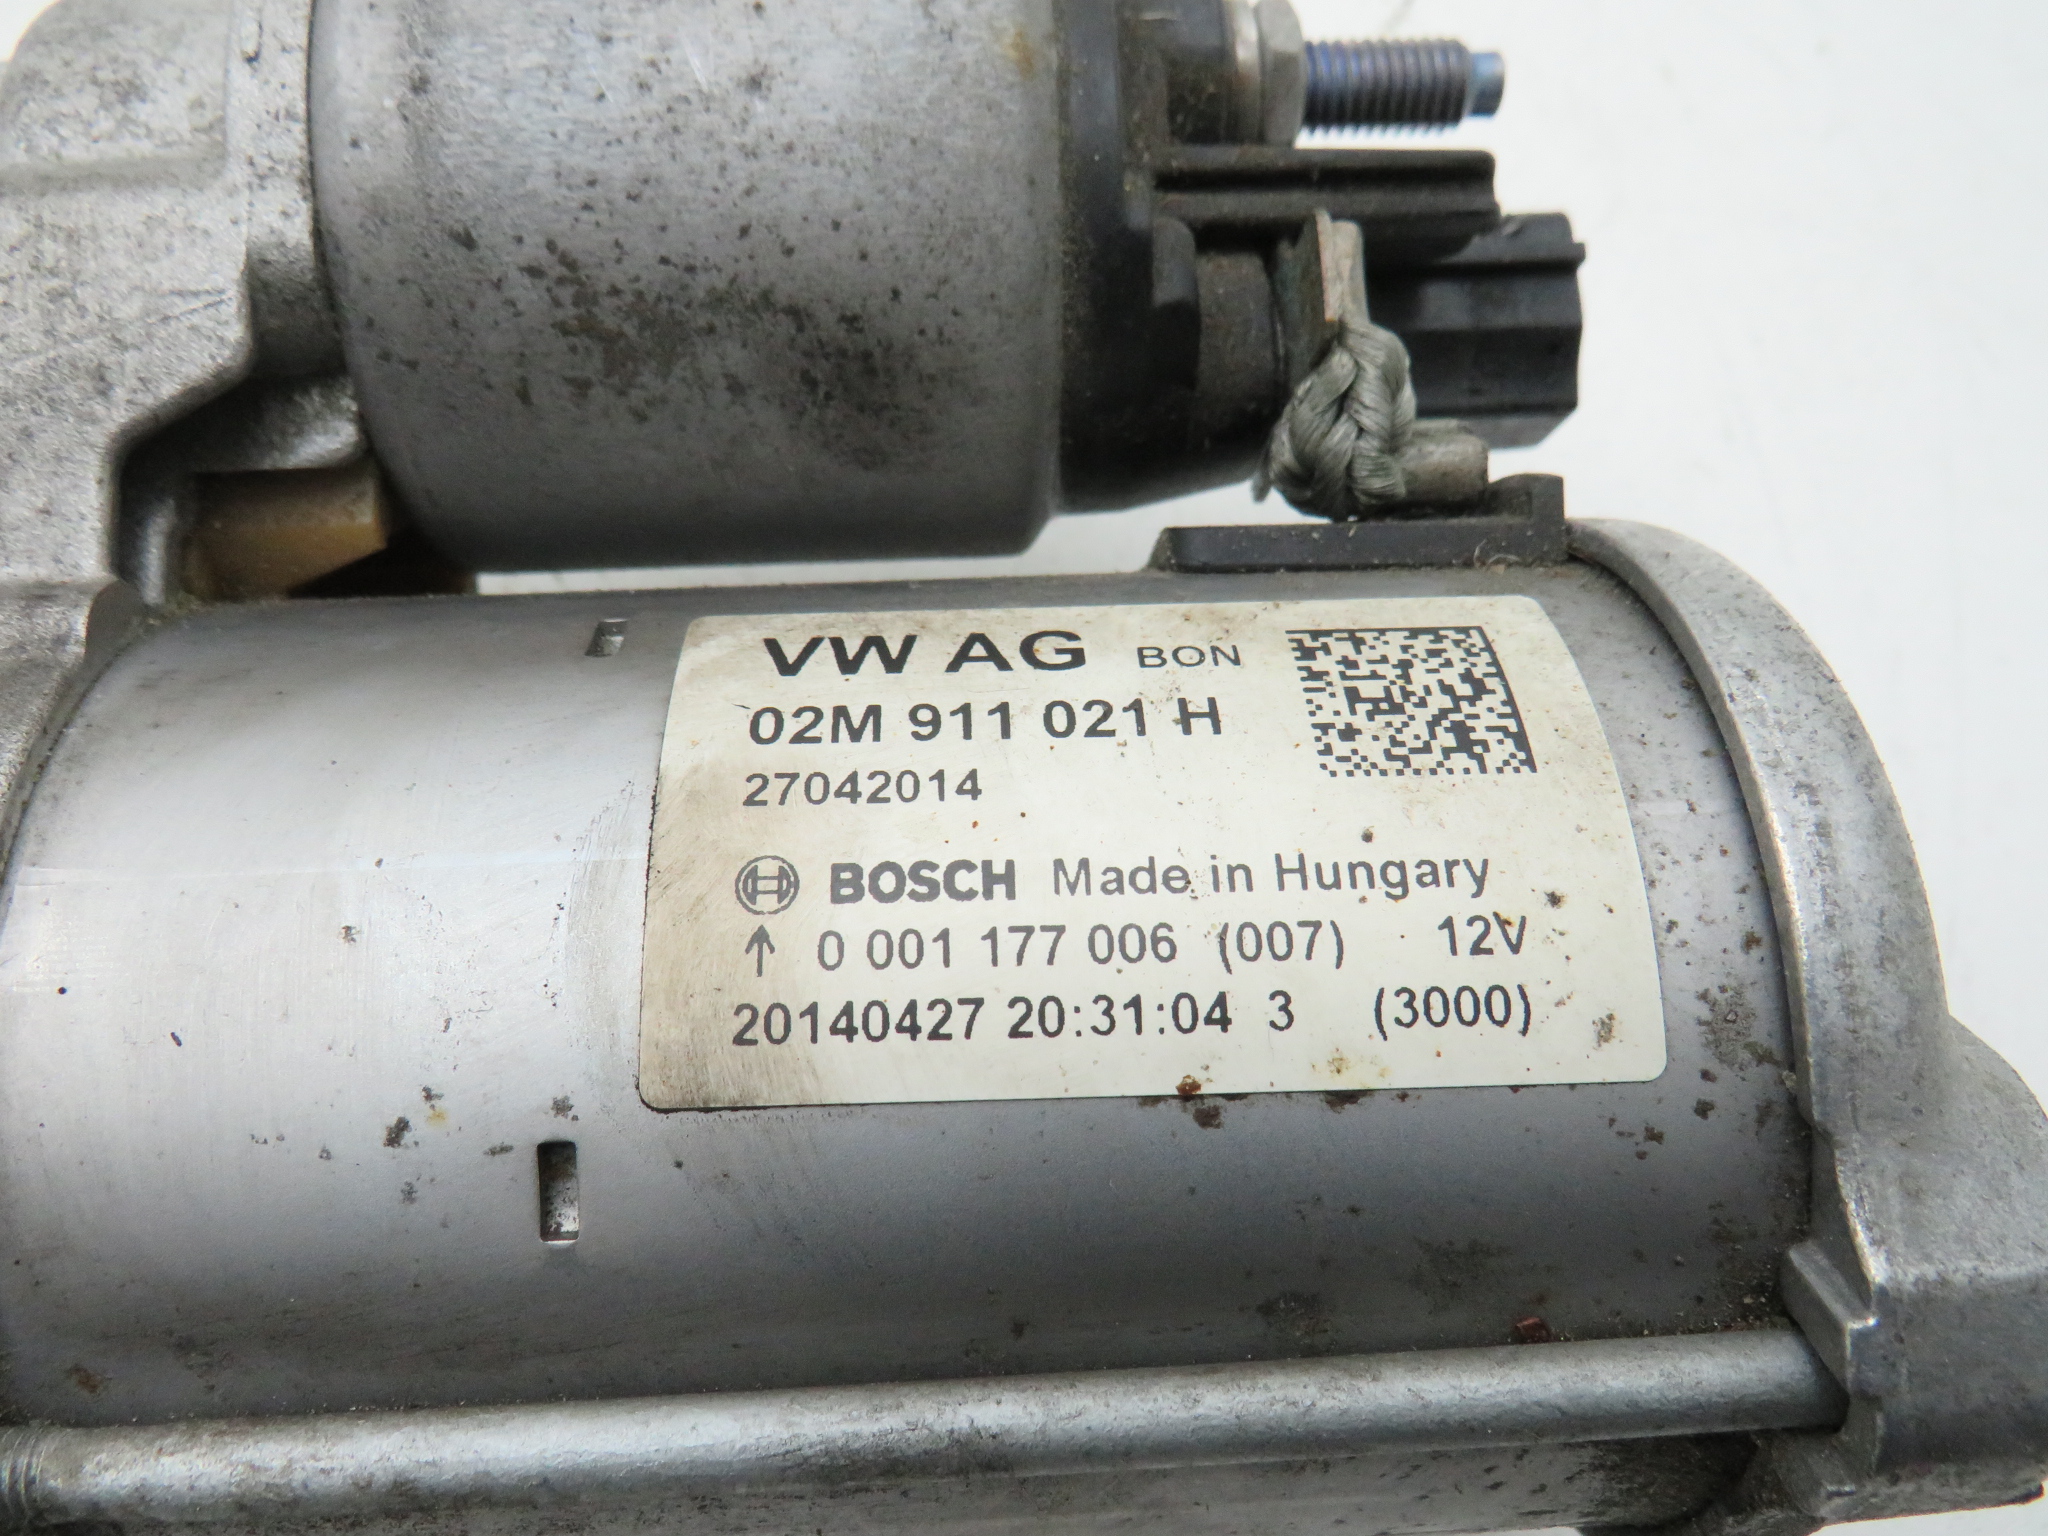 VW AG BON
02M 911 021 H
27042014
BOSCH Made in Hungary
↑ 0 001 177 006 (007) 12V
20140427 20:31:04 3 (3000)